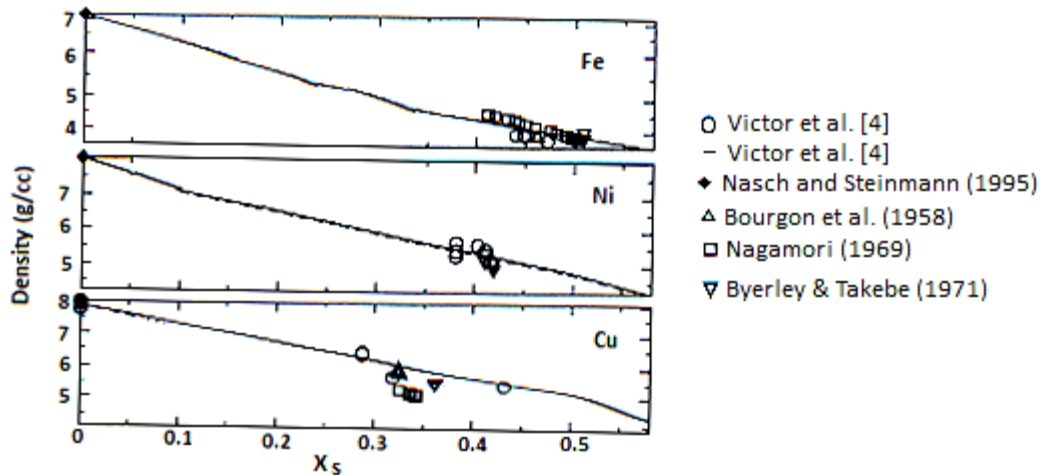 7
6
5
4
Fe
7
6
5
Ni
8
7
6
5
Cu
Density (g/cc)
0
0.1
0.2
0.3
0.4
0.5
X S
Victor et al. [4]
Victor et al. [4]
Nasch and Steinmann (1995)
Bourgon et al. (1958)
Nagamori (1969)
Byerley & Takebe (1971)